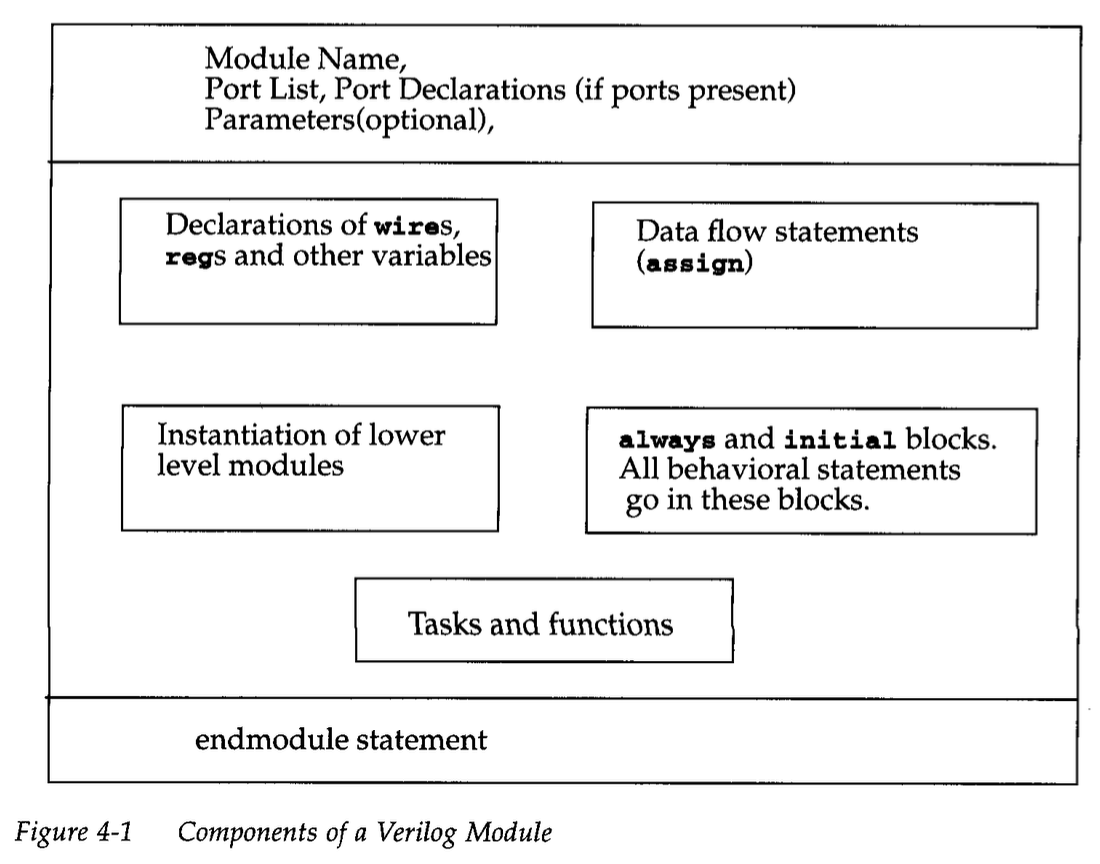 Module Name,
Port List, Port Declarations (if ports present)
Parameters(optional),
Declarations of wires,
regs and other variables
Data flow statements
(assign)
Instantiation of lower
level modules
always and initial blocks.
All behavioral statements
go in these blocks.
Tasks and functions
endmodule statement
Figure 4-1 Components of a Verilog Module